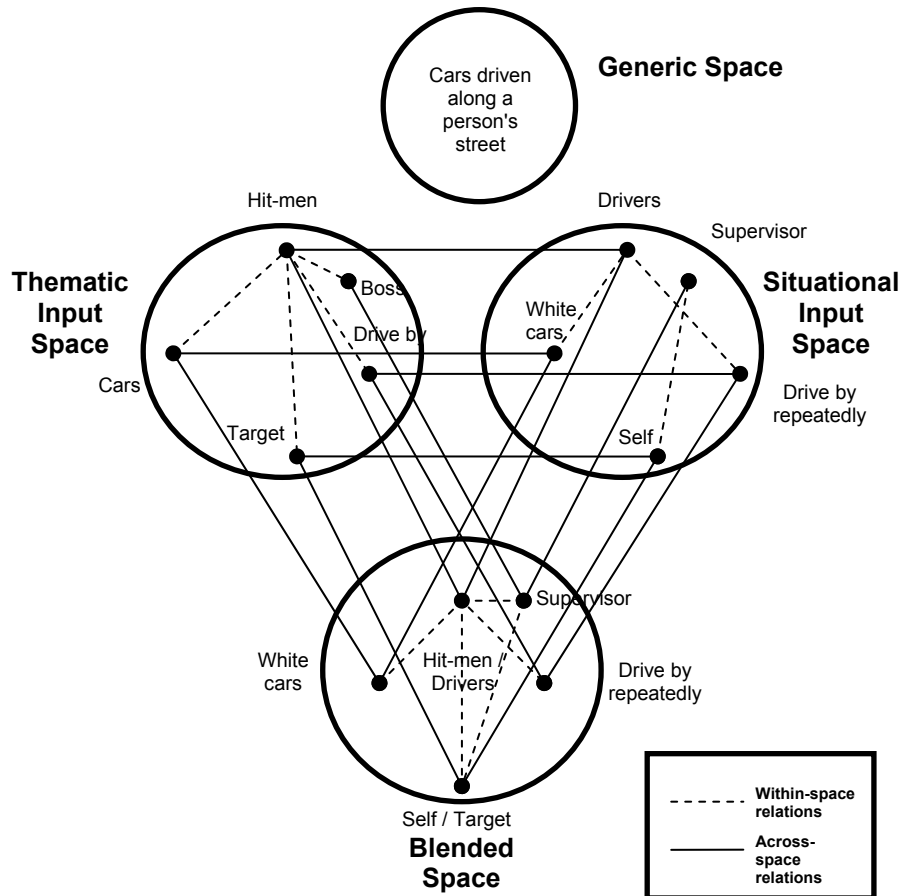 Cars driven
along a
person's
street
Generic Space
Hit-men
Drivers
Supervisor
Thematic
Input
Space
Boss
Drive by
White
cars
Situational
Input
Space
Cars
Target
Self
Drive by
repeatedly
Supervisor
White
cars
Hit-men /
Drivers
Drive by
repeatedly
Self / Target
Blended
Space
Within-space
relations
Across-
space
relations